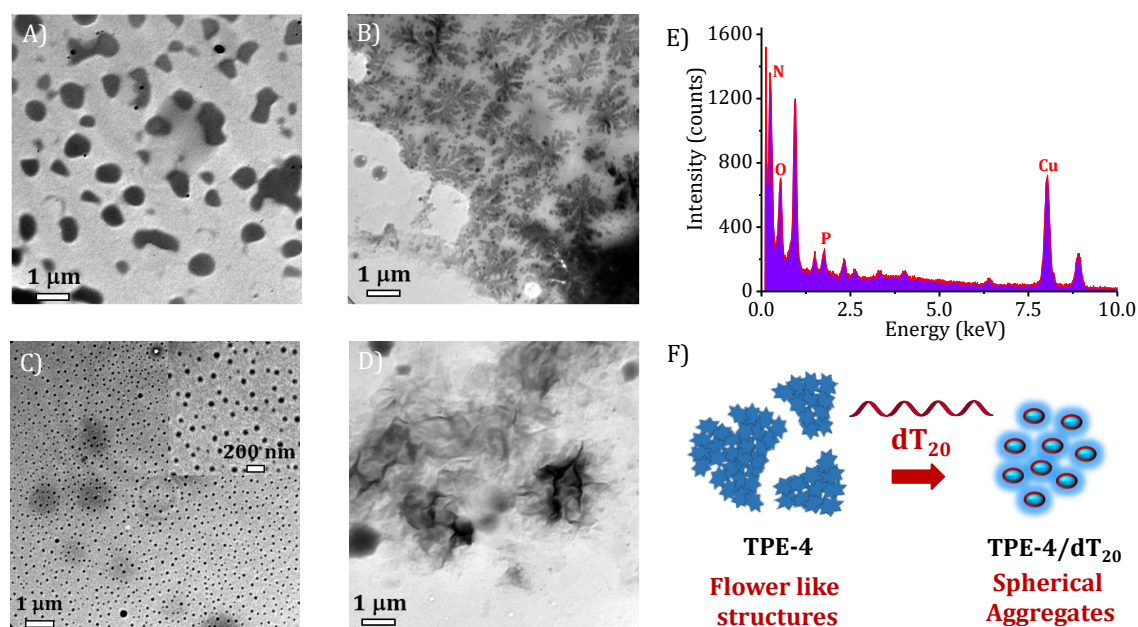 A)
1 μm
B)
1 μm
E)
1600
1200
800
400
0
Intensity (counts)
N
O
P
Cu
0.0 2.5 5.0 7.5 10.0
Energy (keV)
C)
200 nm
1 μm
D)
1 μm
F)
dT₂₀
TPE-4
Flower like
structures
TPE-4/dT₂₀
Spherical
Aggregates